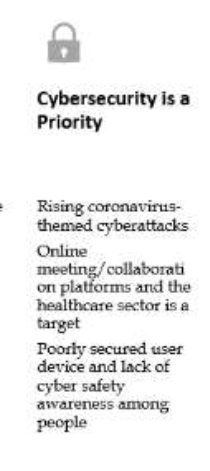 Cybersecurity is a
Priority
e
Rising coronavirus-
themed cyberattacks
Online
meeting/collaborati
on platforms and the
healthcare sector is a
target
Poorly secured user
device and lack of
cyber safety
awareness among
people